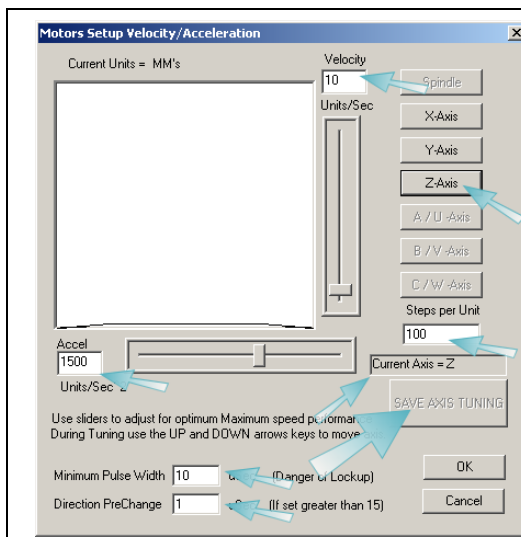 Motors Setup Velocity/Acceleration
Current Units = MM's
Velocity
10
Units/Sec
Spindle
X-Axis
Y-Axis
Z-Axis
A / U -Axis
B / V -Axis
C / W -Axis
Steps per Unit
100
Accel
1500
Units/Sec
Current Axis = Z
SAVE AXIS TUNING
Use sliders to adjust for optimum Maximum speed performance
During Tuning use the UP and DOWN arrows keys to move
Minimum Pulse Width 10 (Danger of Lockup)
Direction PreChange 1 (If set greater than 15)
OK
Cancel